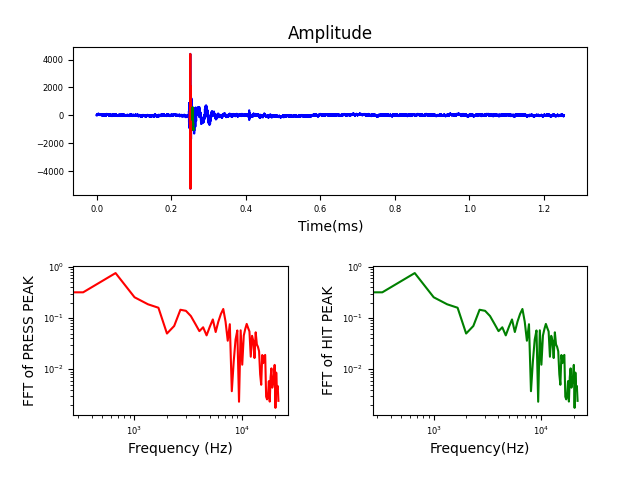 Amplitude
4000
2000
0
−2000
−4000
0.0 0.2 0.4 0.6 0.8 1.0 1.2
Time(ms)
FFT of PRESS PEAK
10⁰
10⁻¹
10⁻²
10³ 10⁴
Frequency (Hz)
FFT of HIT PEAK
10⁰
10⁻¹
10⁻²
10³ 10⁴
Frequency(Hz)